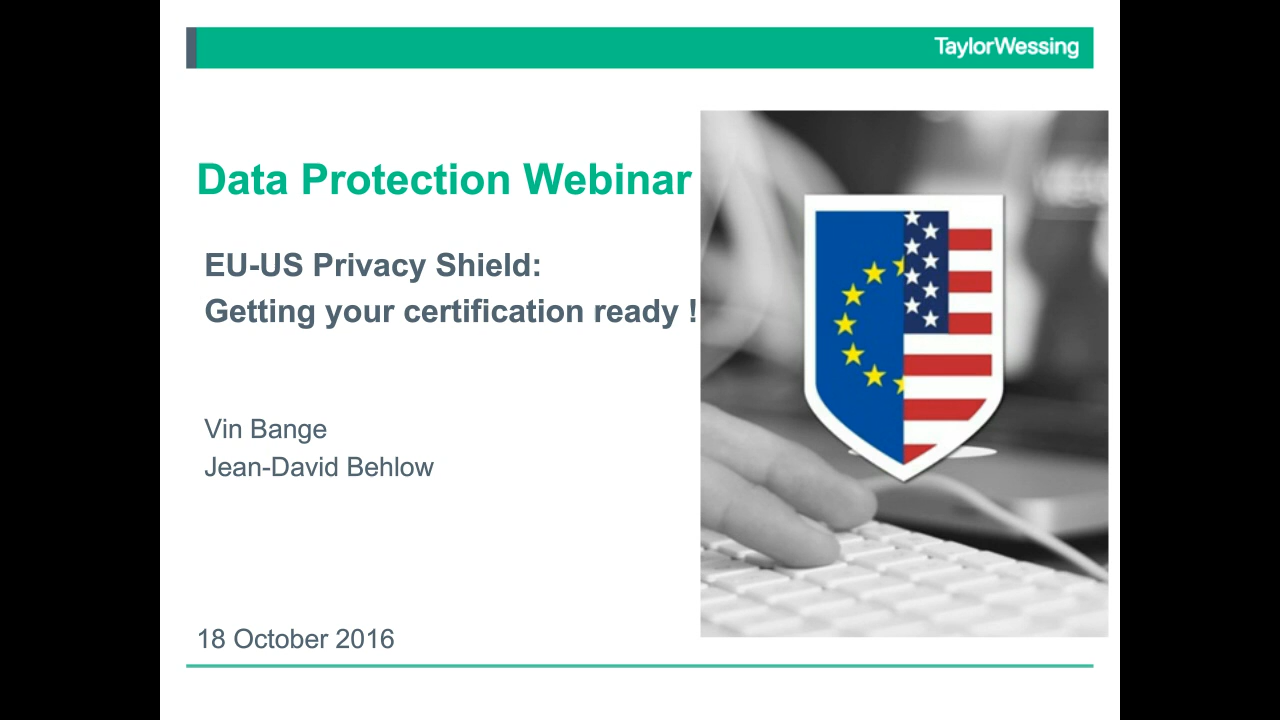 TaylorWessing
Data Protection Webinar
EU-US Privacy Shield:
Getting your certification ready !
Vin Bange
Jean-David Behlow
18 October 2016